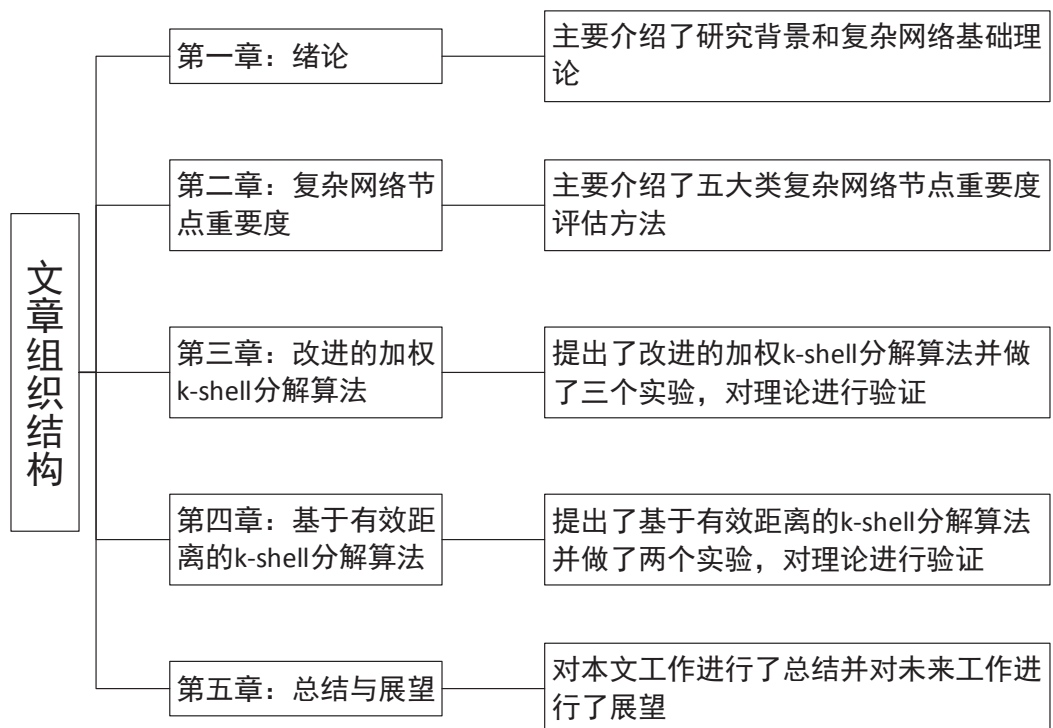 文章组织结构
第一章：绪论
主要介绍了研究背景和复杂网络基础理
论
第二章：复杂网络节
点重要度
主要介绍了五大类复杂网络节点重要度
评估方法
第三章：改进的加权
k-shell分解算法
提出了改进的加权k-shell分解算法并做
了三个实验，对理论进行验证
第四章：基于有效距
离的k-shell分解算法
提出了基于有效距离的k-shell分解算法
并做了两个实验，对理论进行验证
第五章：总结与展望
对本文工作进行了总结并对未来工作进
行了展望